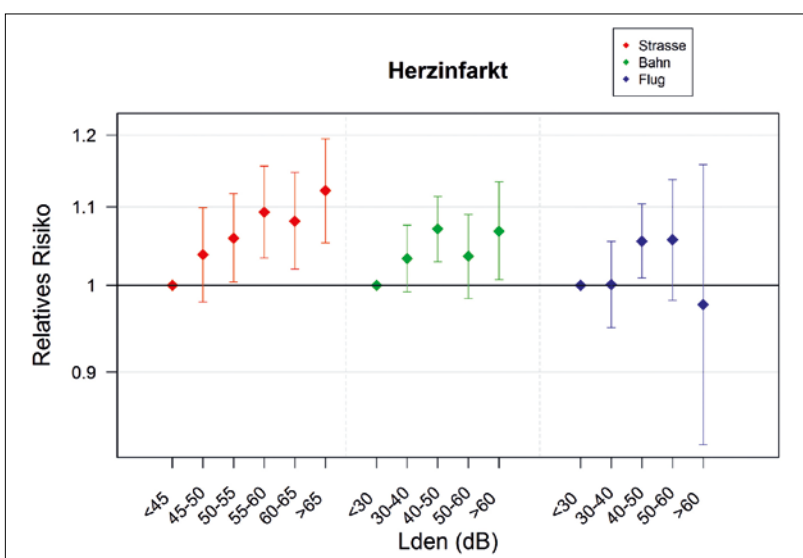 Strasse
Bahn
Flug
Herzinfarkt
Relatives Risiko
1.2
1.1
1
0.9
<45 45-50 50-55 55-60 60-65 >65 <30 30-40 40-50 50-60 >60 <30 30-40 40-50 50-60 >60
Lden (dB)